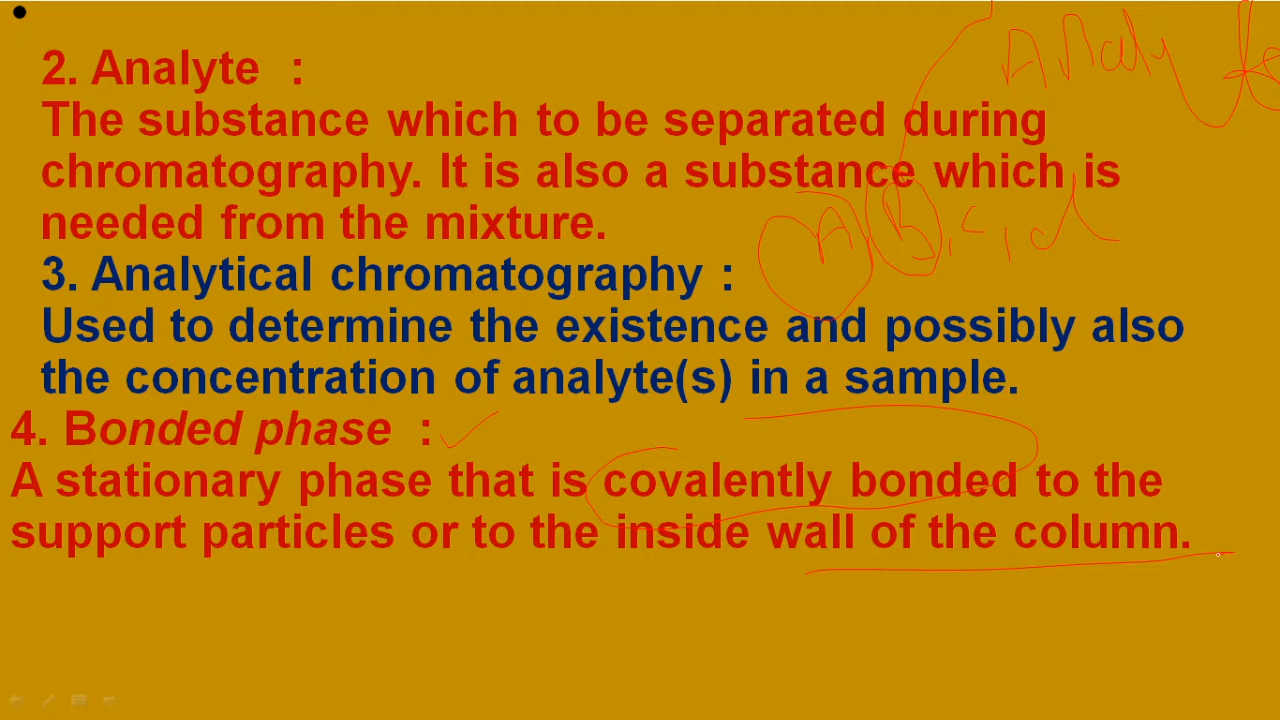 Analyte
2. Analyte :
The substance which to be separated during
chromatography. It is also a substance which is
needed from the mixture.
A, B, c, d
3. Analytical chromatography :
Used to determine the existence and possibly also
the concentration of analyte(s) in a sample.
4. Bonded phase :
A stationary phase that is covalently bonded to the
support particles or to the inside wall of the column.